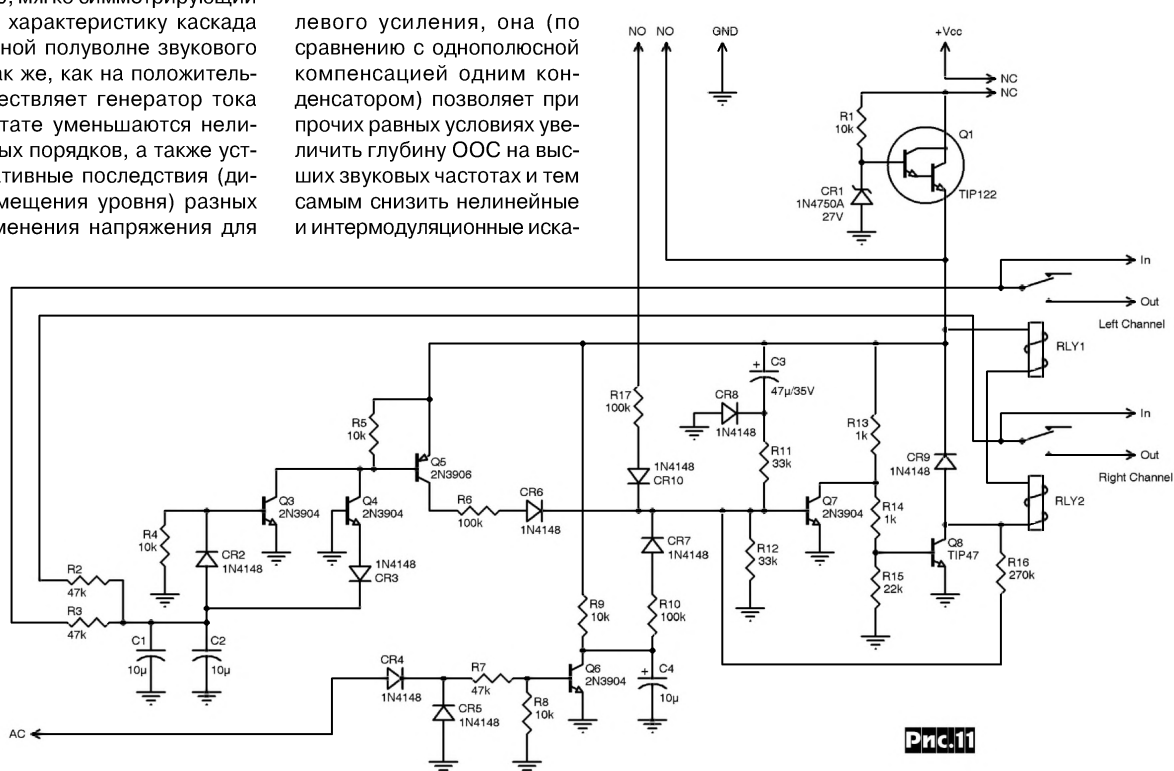 , мягко симметрирующий
характеристику каскада
ной полуволне звукового
ак же, как на положитель-
ществляет генератор тока
тате уменьшаются нели-
ных порядков, а также уст-
ативные последствия (ди-
мещения уровня) разных
менения напряжения для
левого усиления, она (по
сравнению с однополюсной
компенсацией одним кон-
денсатором) позволяет при
прочих равных условиях уве-
личить глубину ООС на выс-
ших звуковых частотах и тем
самым снизить нелинейные
и интермодуляционные иска-
NO
NO
GND
+Vcc
NC
NC
R1
10k
Q1
TIP122
CR1
1N4750A
27V
In
Out
Left Channel
RLY1
In
Out
Right Channel
RLY2
C3
+
47µ/35V
R17
100k
CR8
1N4148
R11
33k
R13
1k
CR9
1N4148
R5
10k
Q5
2N3906
1N4148
CR10
Q3
2N3904
Q4
2N3904
R6
100k
CR6
1N4148
Q7
2N3904
R14
1k
R4
10k
CR2
1N4148
1N4148
CR3
CR7
1N4148
R12
33k
Q8
TIP47
R16
270k
R15
22k
R2
47k
R3
47k
R9
10k
R10
100k
C1
10µ
C2
10µ
CR4
1N4148
R7
47k
Q6
2N3904
C4
+
10µ
CR5
1N4148
R8
10k
AC
Рис.11